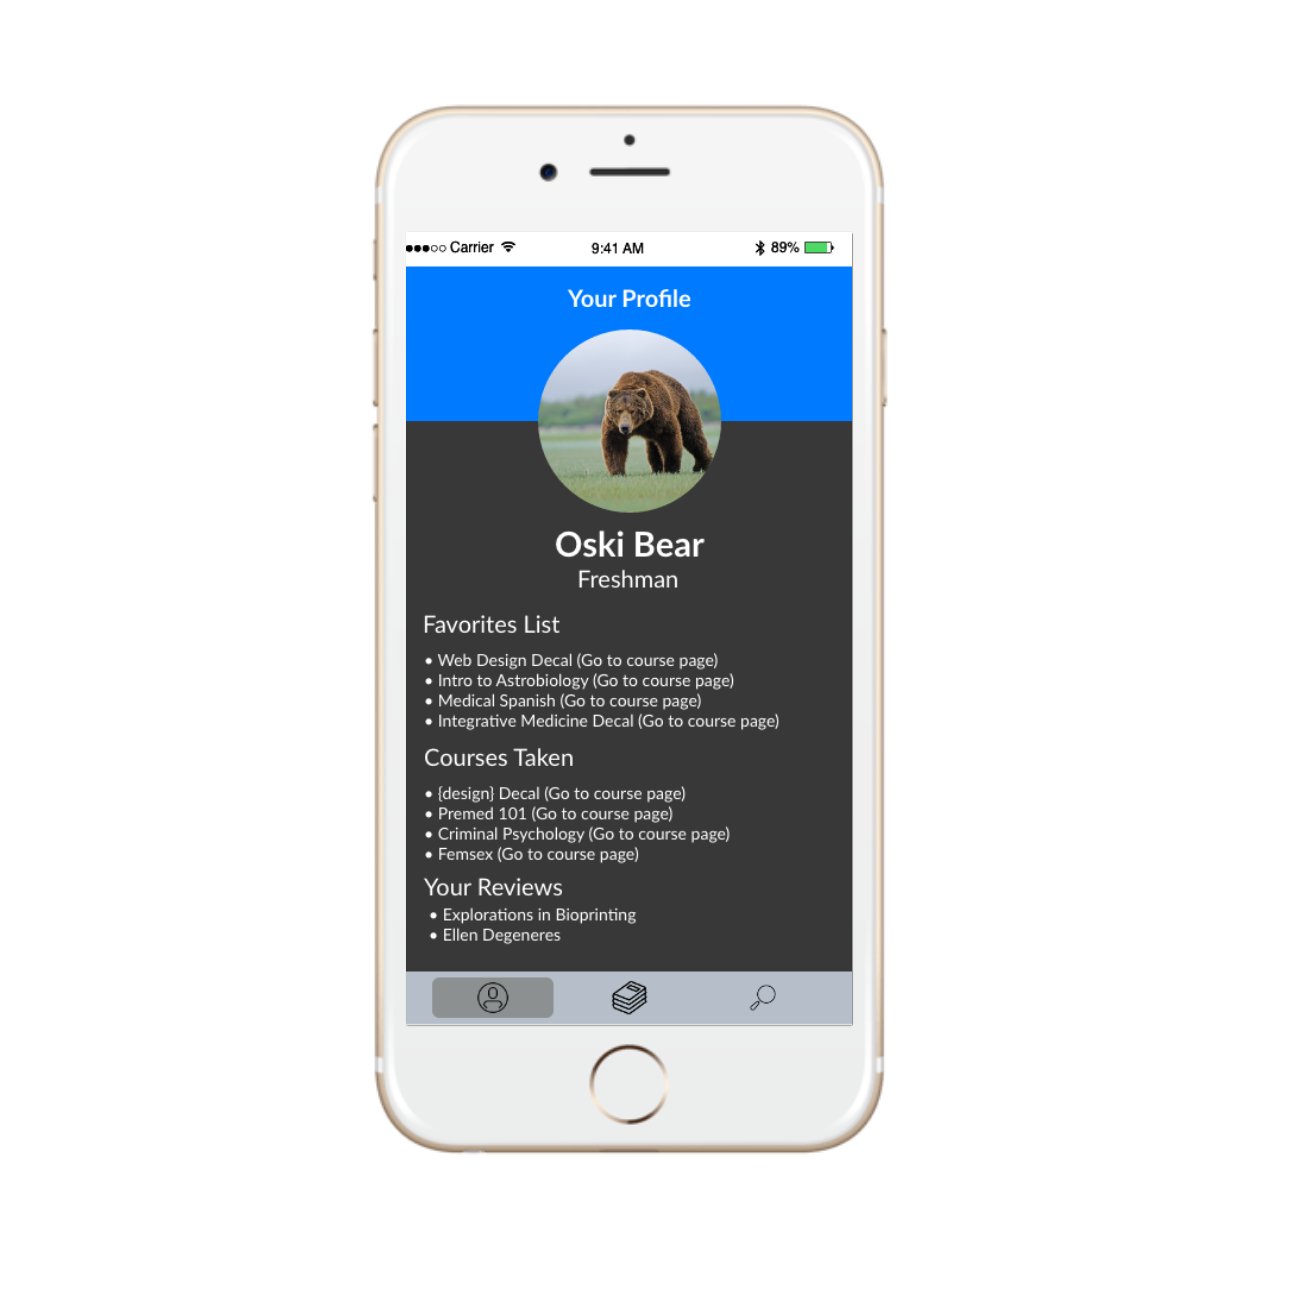 Carrier 9:41 AM 89%
Your Profile
Oski Bear
Freshman
Favorites List
• Web Design Decal (Go to course page)
• Intro to Astrobiology (Go to course page)
• Medical Spanish (Go to course page)
• Integrative Medicine Decal (Go to course page)
Courses Taken
• {design} Decal (Go to course page)
• Premed 101 (Go to course page)
• Criminal Psychology (Go to course page)
• Femsex (Go to course page)
Your Reviews
• Explorations in Bioprinting
• Ellen Degeneres